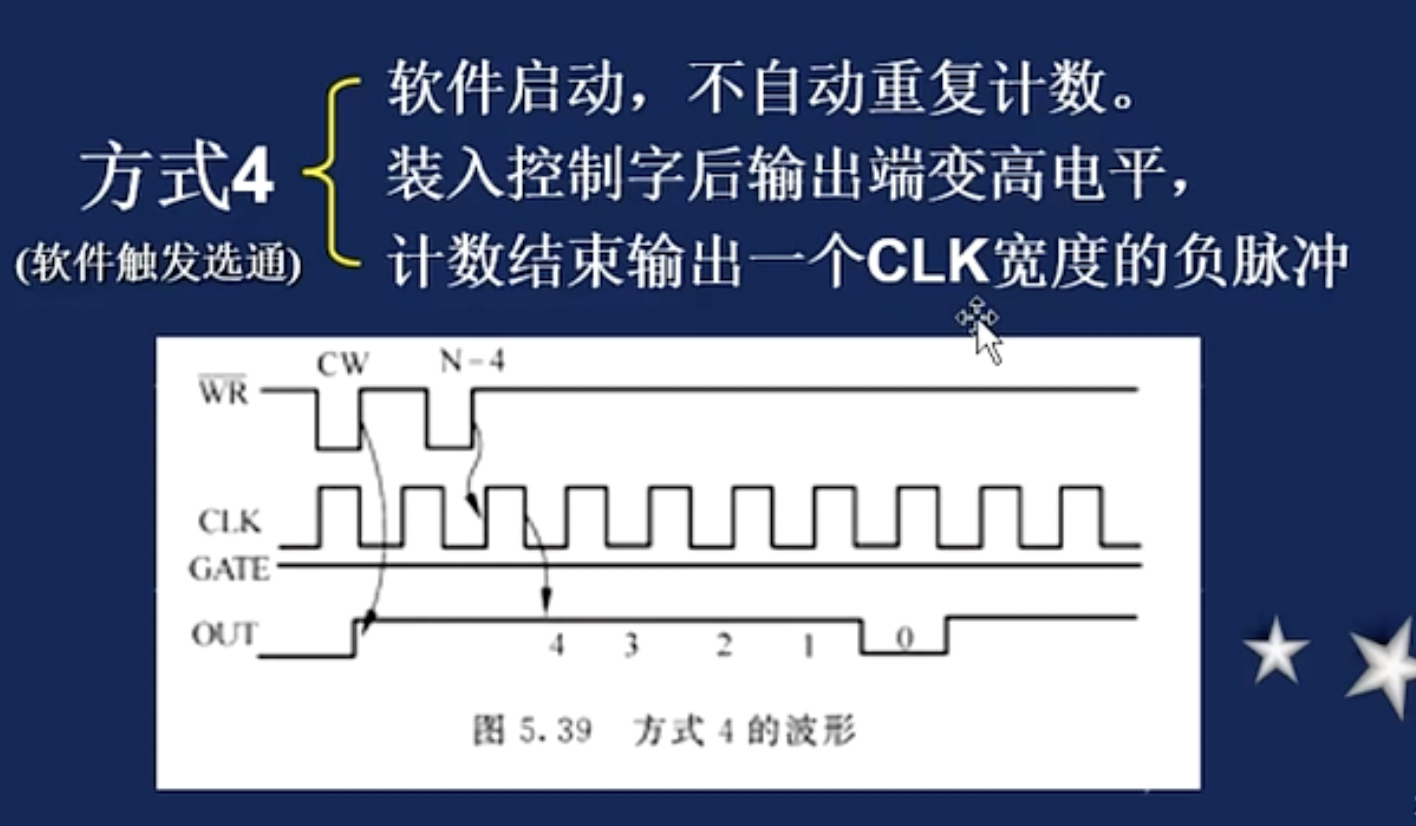 软件启动，不自动重复计数。
方式4
装入控制字后输出端变高电平，
(软件触发选通)
计数结束输出一个CLK宽度的负脉冲
CW N-4
WR
CLK
GATE
OUT
4 3 2 1 0
图 5.39 方式 4 的波形